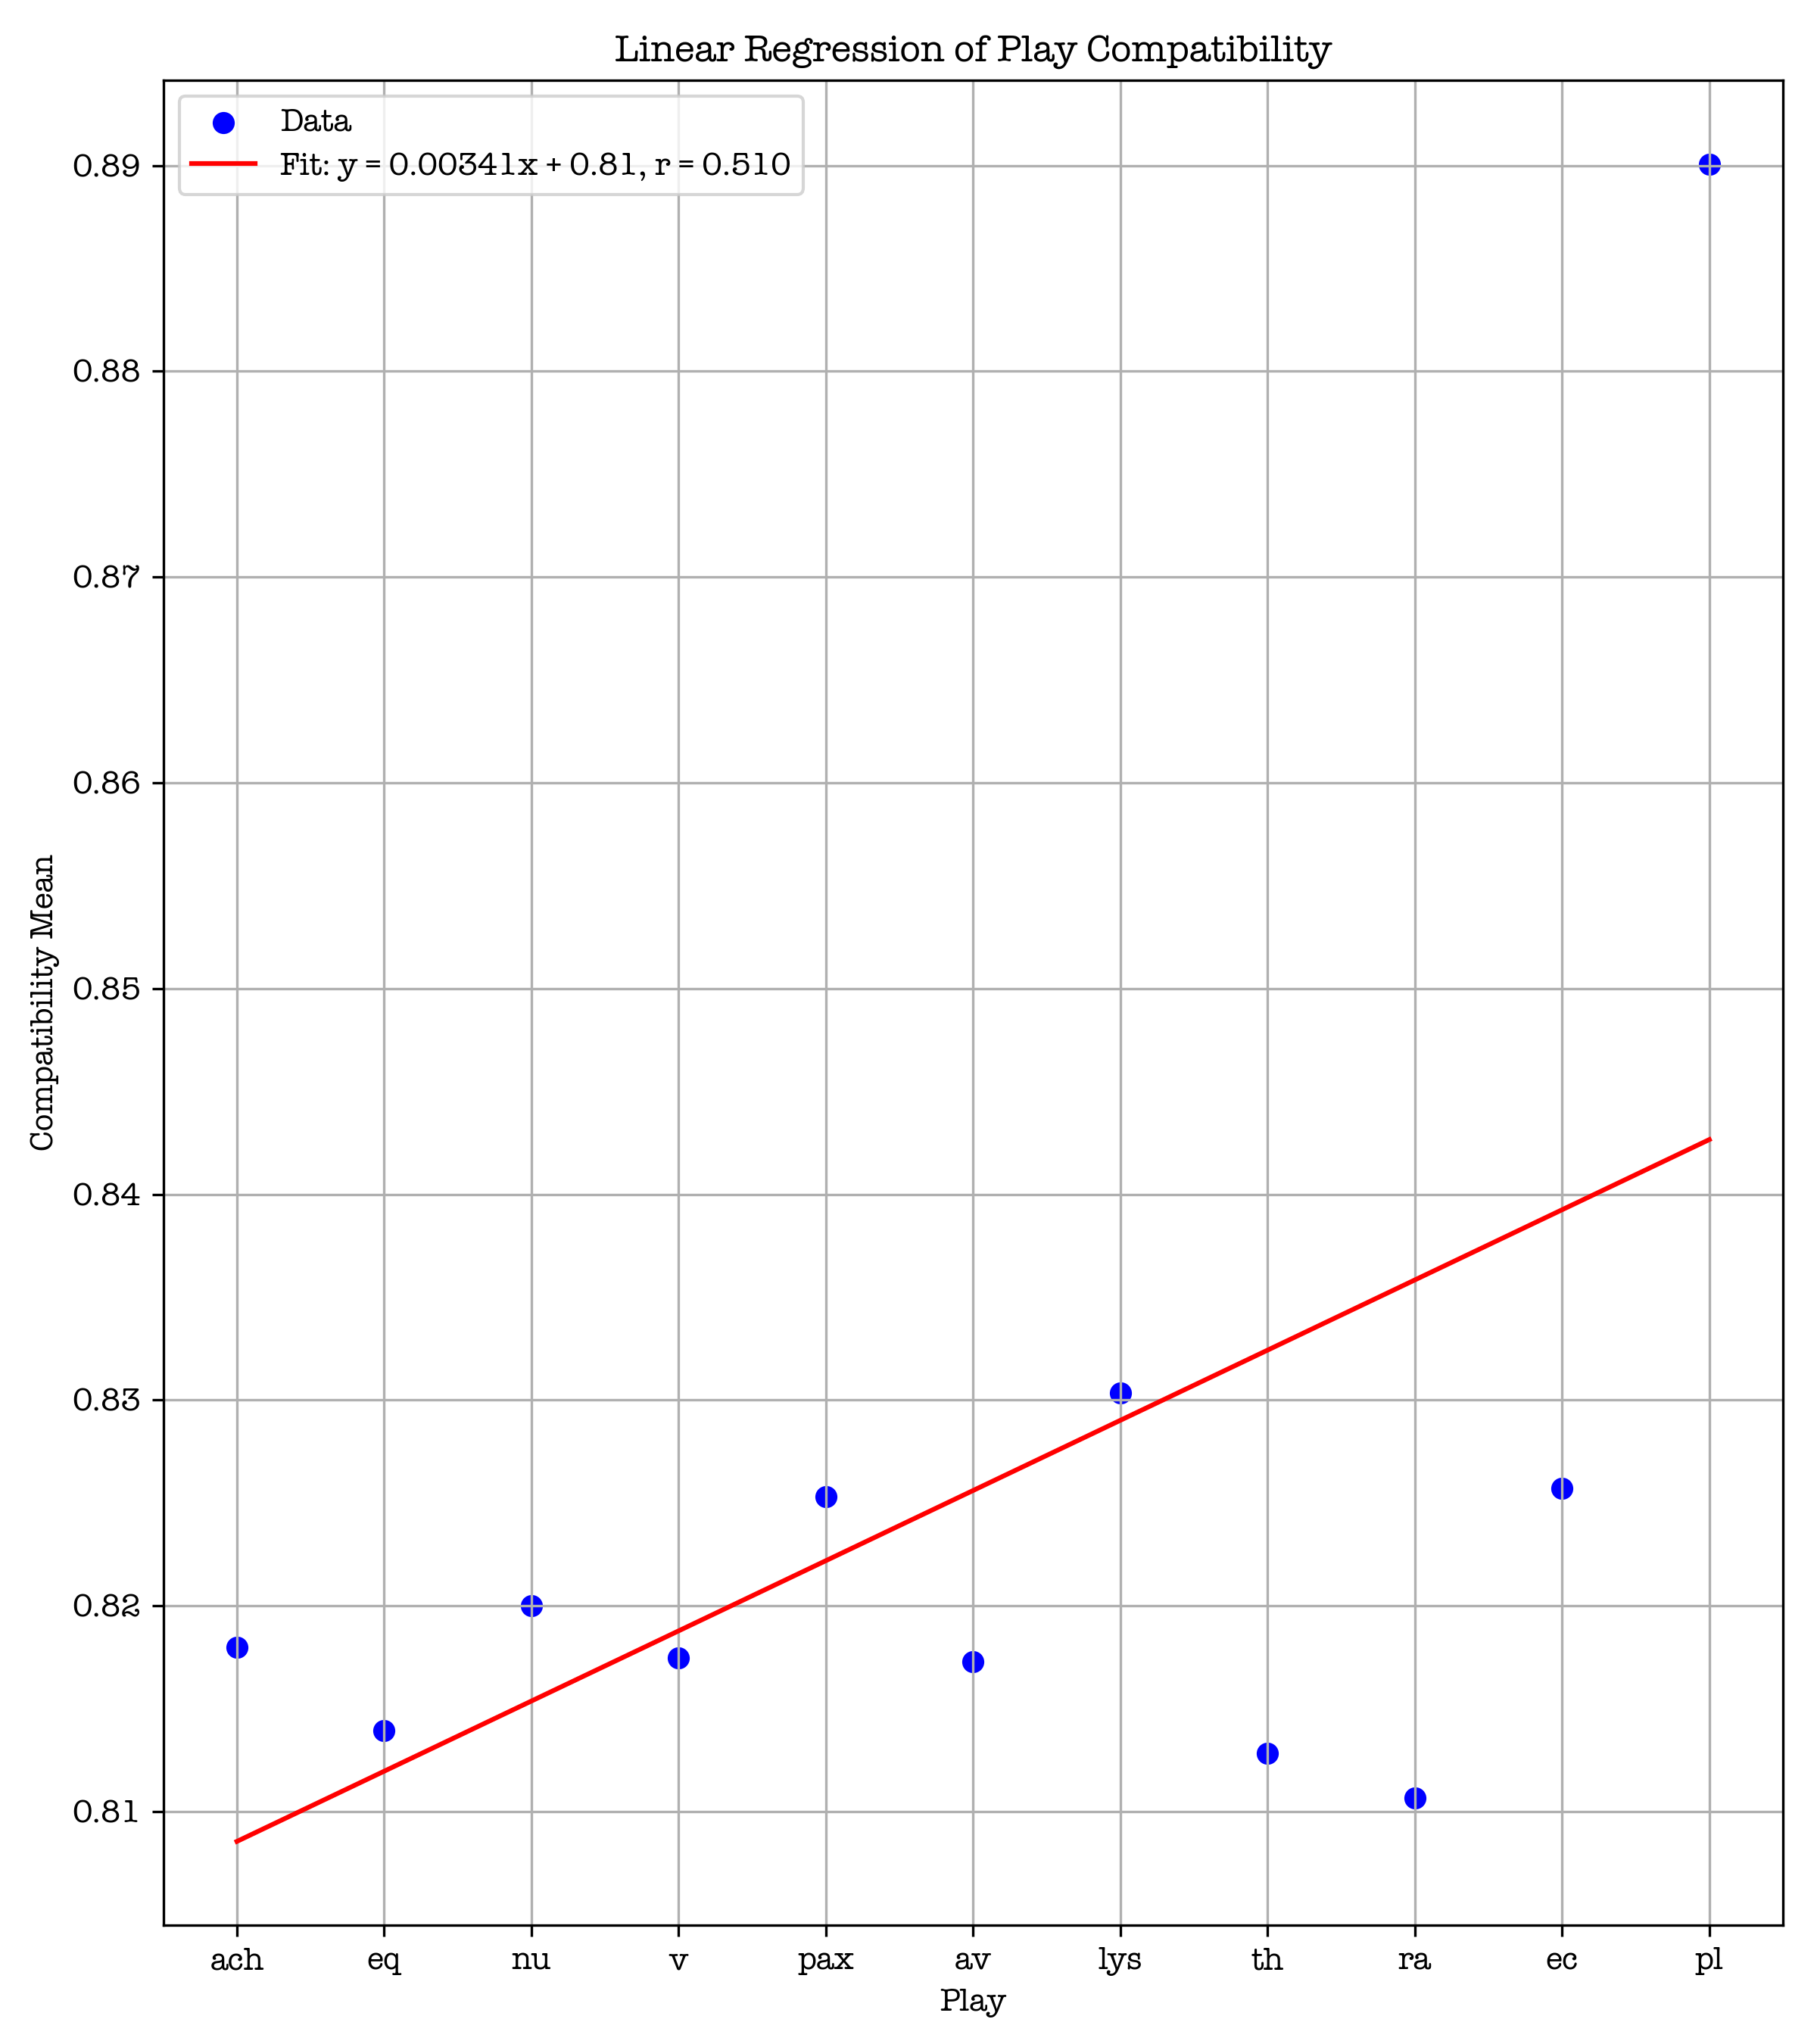 Linear Regression of Play Compatibility
Data
Fit: y = 0.00341x + 0.81, r = 0.510
0.89
0.88
0.87
0.86
0.85
0.84
0.83
0.82
0.81
Compatibility Mean
ach eq nu v pax av lys th ra ec pl
Play